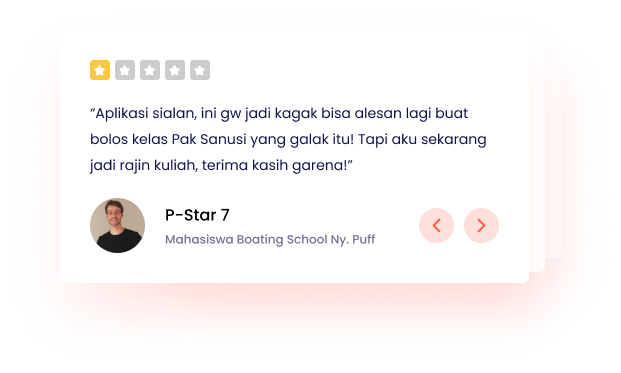 “Aplikasi sialan, ini gw jadi kagak bisa alesan lagi buat
bolos kelas Pak Sanusi yang galak itu! Tapi aku sekarang
jadi rajin kuliah, terima kasih garena!”
P-Star 7
Mahasiswa Boating School Ny. Puff